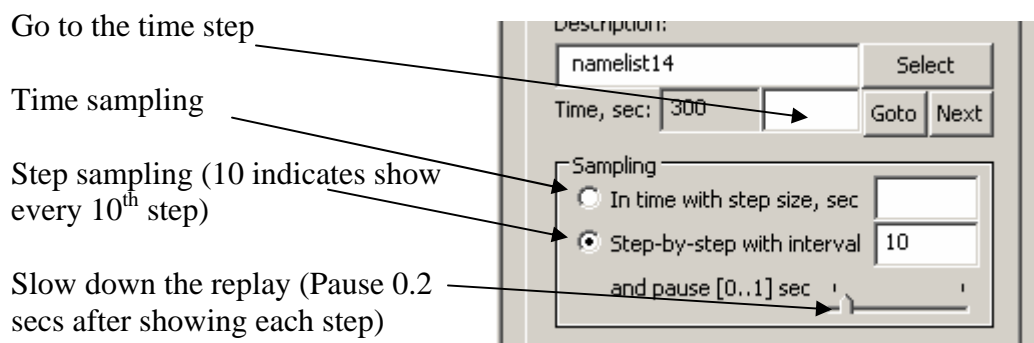 Go to the time step
Time sampling
Step sampling (10 indicates show
every 10th step)
Slow down the replay (Pause 0.2
secs after showing each step)
Description:
namelist14
Select
Time, sec:
300
Goto
Next
Sampling
In time with step size, sec
Step-by-step with interval
10
and pause [0..1] sec